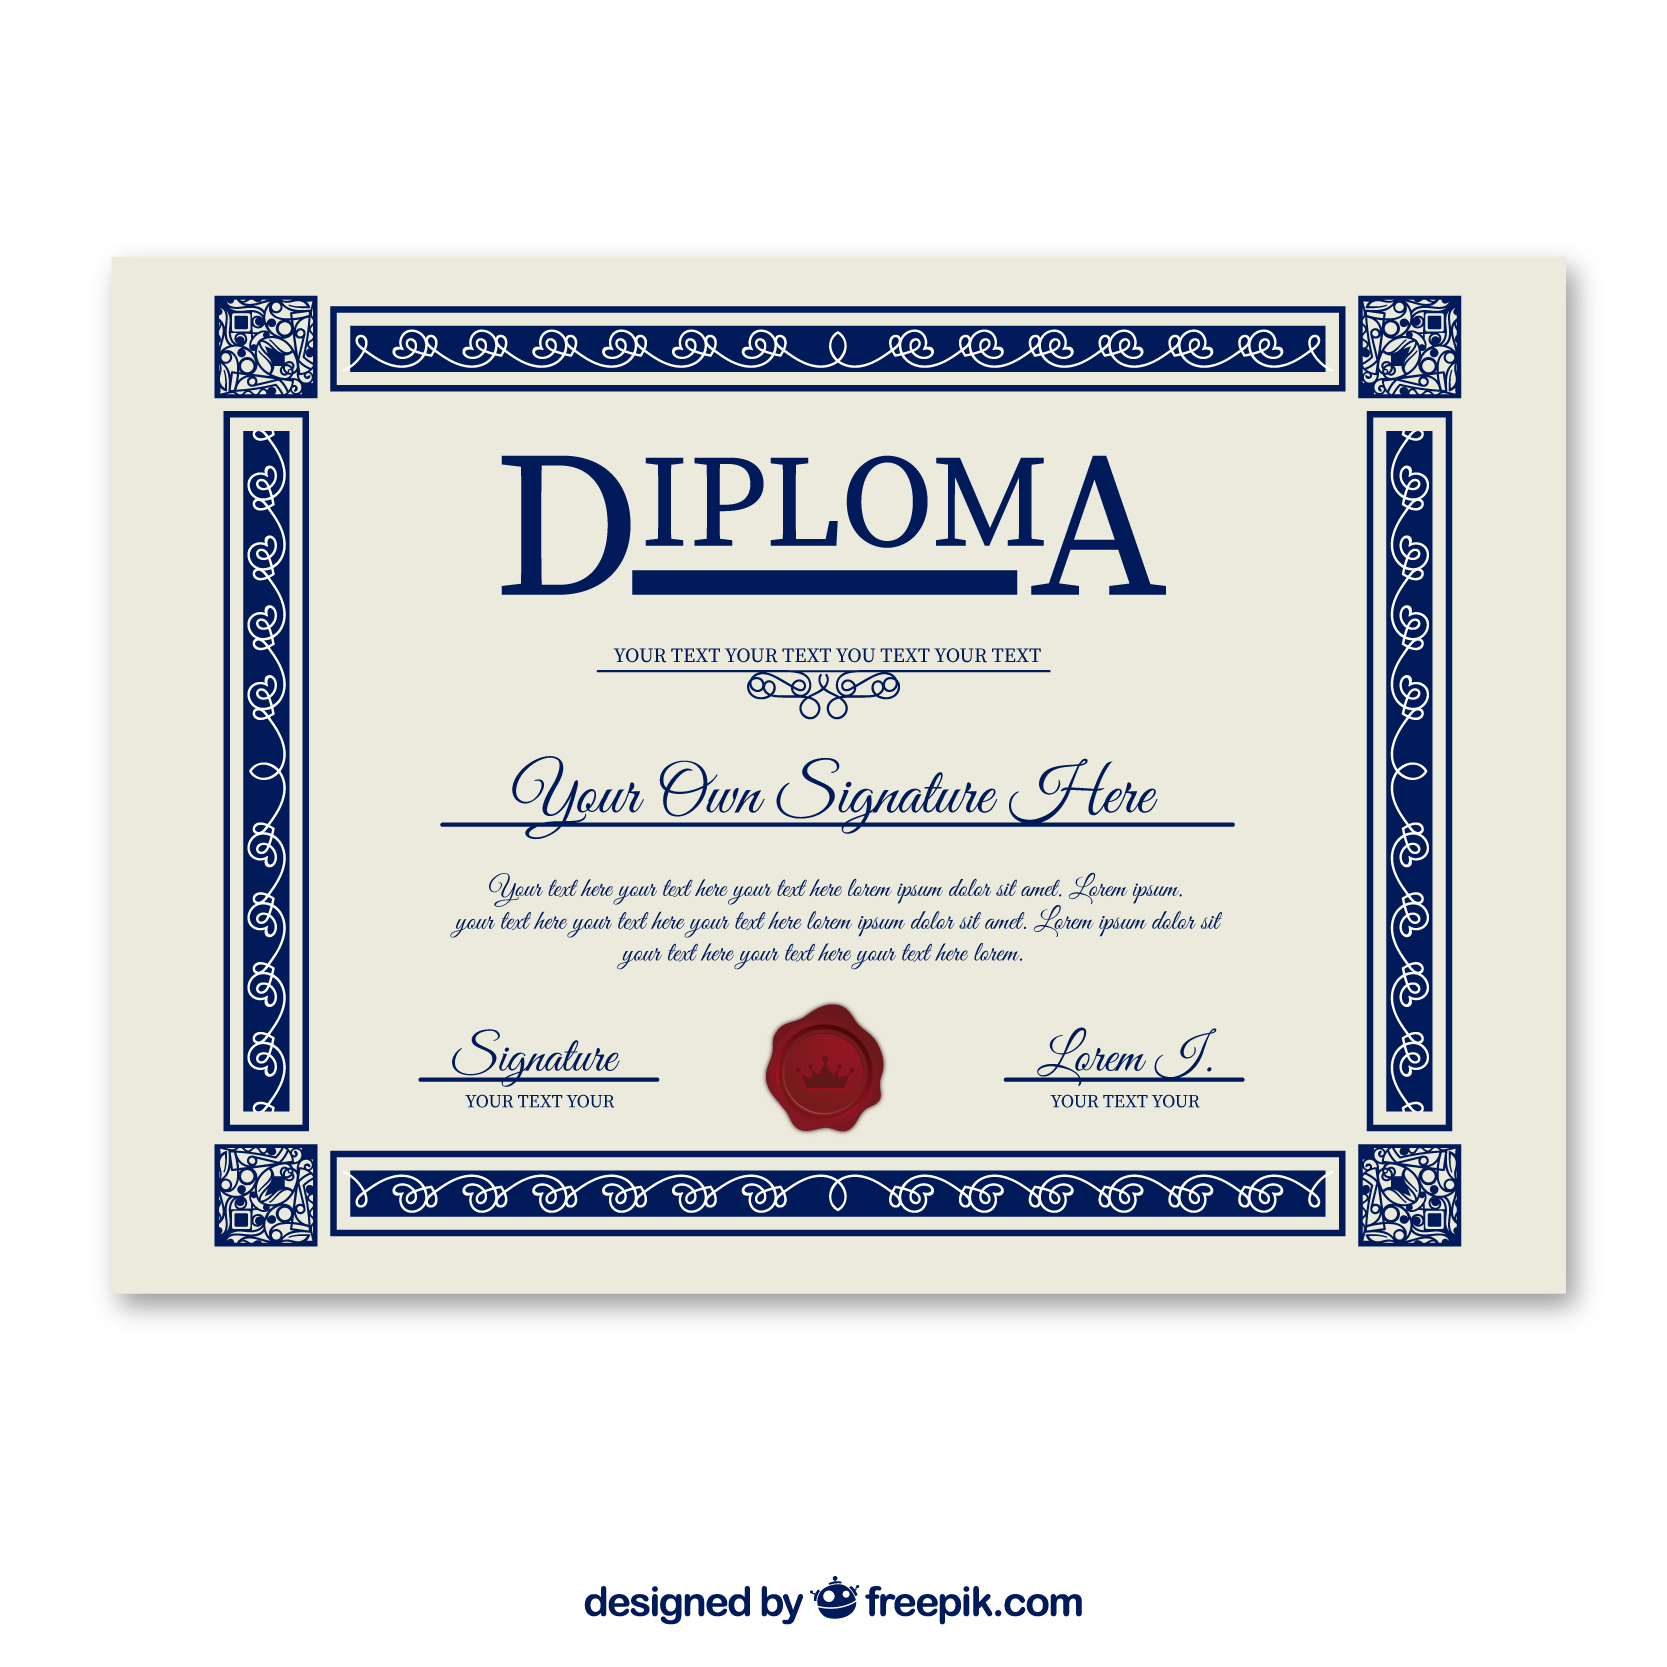 DIPLOMA
YOUR TEXT YOUR TEXT YOU TEXT YOUR TEXT
Your Own Signature Here
Your text here your text here your text here lorem ipsum dolor sit amet. Lorem ipsum.
your text here your text here your text here lorem ipsum dolor sit amet. Lorem ipsum dolor sit
your text here your text here your text here lorem.
Signature
YOUR TEXT YOUR
Lorem I.
YOUR TEXT YOUR
designed by freepik.com